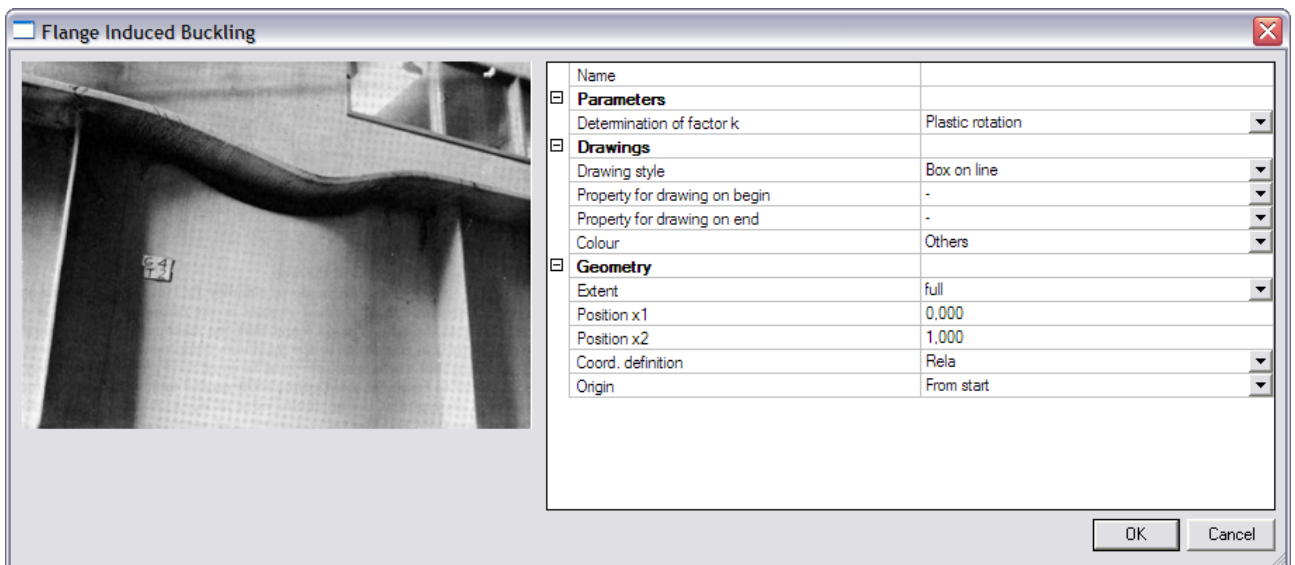 Flange Induced Buckling
G 4
T 2
Name
Parameters
Determination of factor k Plastic rotation
Drawings
Drawing style Box on line
Property for drawing on begin -
Property for drawing on end -
Colour Others
Geometry
Extent full
Position x1 0,000
Position x2 1,000
Coord. definition Rela
Origin From start
OK Cancel